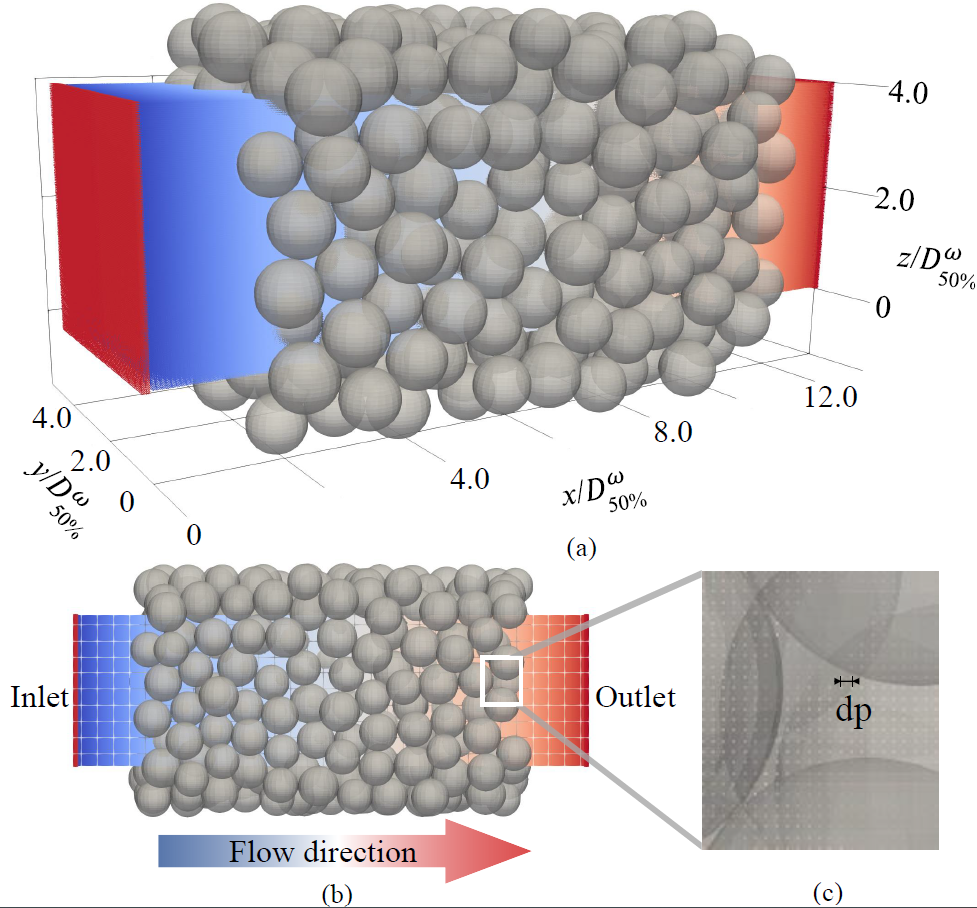 4.0
2.0
z/D^ω_50%
0
12.0
8.0
4.0
x/D^ω_50%
0
4.0
2.0
0
y/D^ω_50%
(a)
Inlet
Outlet
dp
Flow direction
(b)
(c)